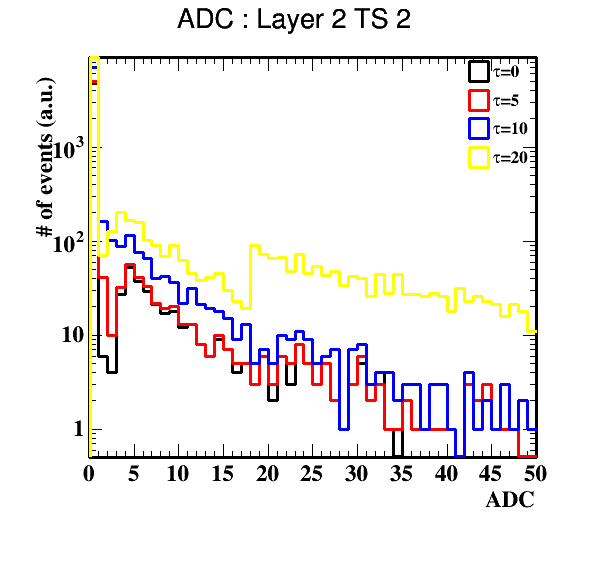 ADC : Layer 2 TS 2
# of events (a.u.)
10³
10²
10
1
τ=0
τ=5
τ=10
τ=20
0 5 10 15 20 25 30 35 40 45 50
ADC